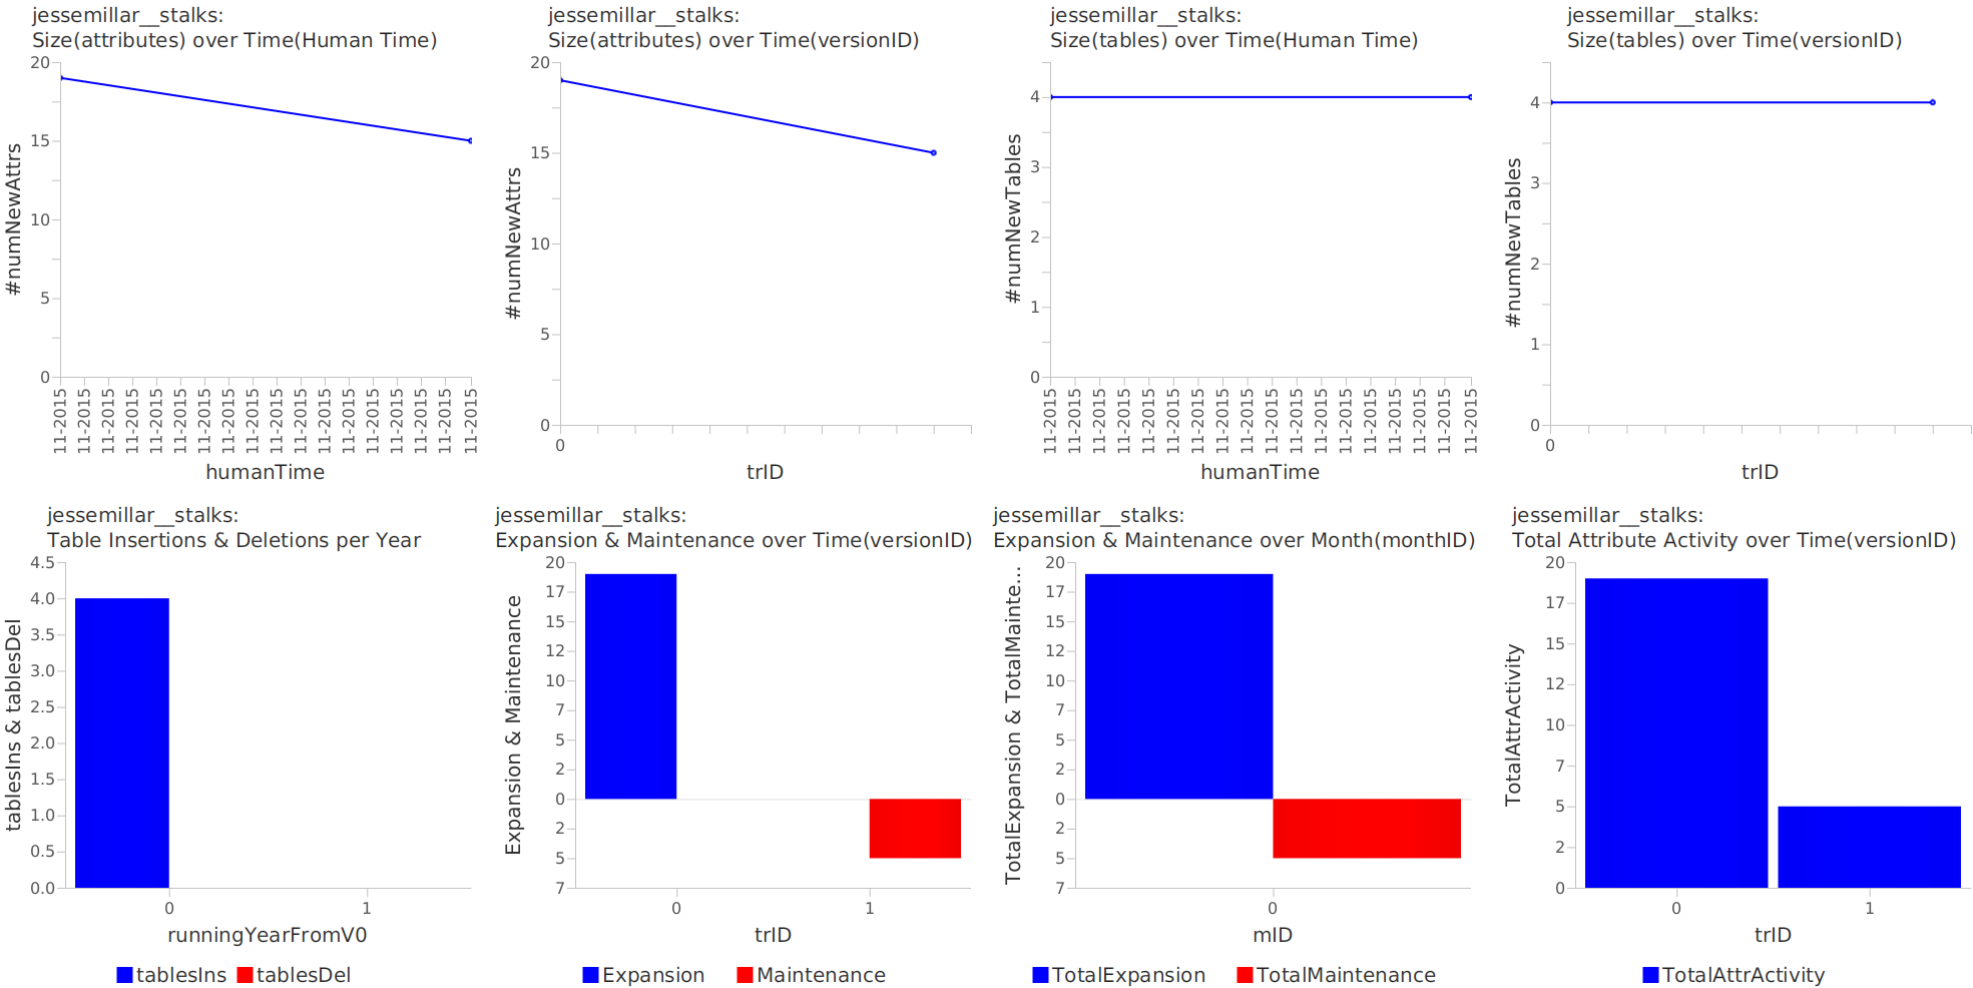 jessemillar__stalks:
Size(attributes) over Time(Human Time)
20
15
10
5
0
#numNewAttrs
11-2015 11-2015 11-2015 11-2015 11-2015 11-2015 11-2015 11-2015 11-2015 11-2015 11-2015 11-2015 11-2015 11-2015 11-2015 11-2015 11-2015 11-2015
humanTime
jessemillar__stalks:
Size(attributes) over Time(versionID)
20
15
10
5
0
#numNewAttrs
0
trID
jessemillar__stalks:
Size(tables) over Time(Human Time)
4
3
2
1
0
#numNewTables
11-2015 11-2015 11-2015 11-2015 11-2015 11-2015 11-2015 11-2015 11-2015 11-2015 11-2015 11-2015 11-2015 11-2015 11-2015 11-2015 11-2015 11-2015
humanTime
jessemillar__stalks:
Size(tables) over Time(versionID)
4
3
2
1
0
#numNewTables
0
trID
jessemillar__stalks:
Table Insertions & Deletions per Year
4.5
4.0
3.5
3.0
2.5
2.0
1.5
1.0
0.5
0.0
tablesIns & tablesDel
0 1
runningYearFromV0
tablesIns tablesDel
jessemillar__stalks:
Expansion & Maintenance over Time(versionID)
20
17
15
12
10
7
5
2
0
2
5
7
Expansion & Maintenance
0 1
trID
Expansion Maintenance
jessemillar__stalks:
Expansion & Maintenance over Month(monthID)
20
17
15
12
10
7
5
2
0
2
5
7
TotalExpansion & TotalMainte...
0
mID
TotalExpansion TotalMaintenance
jessemillar__stalks:
Total Attribute Activity over Time(versionID)
20
17
15
12
10
7
5
2
0
TotalAttrActivity
0 1
trID
TotalAttrActivity